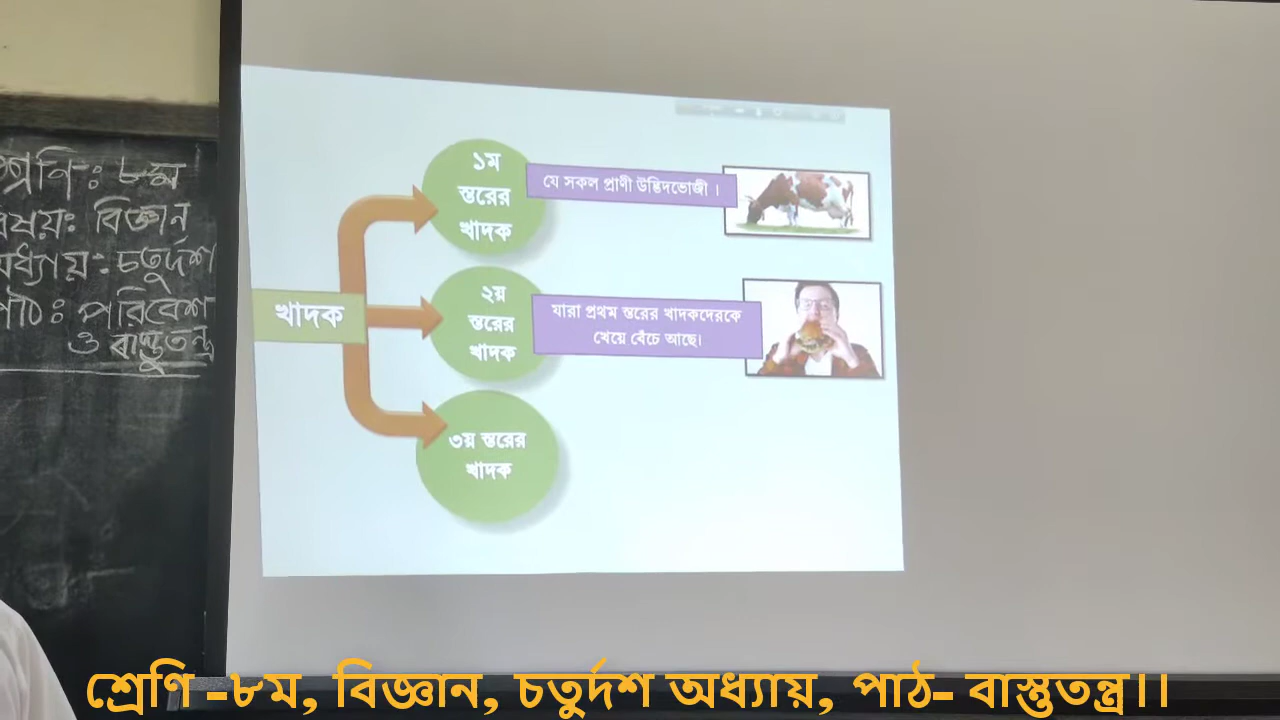 শ্রেণি : ৮ম
বিষয়: বিজ্ঞান
অধ্যায় : চতুর্দশ
পাঠ : পরিবেশ
ও বাস্তুতন্ত্র
খাদক
১ম
স্তরের
খাদক
যে সকল প্রাণী উদ্ভিদভোজী ।
২য়
স্তরের
খাদক
যারা প্রথম স্তরের খাদকদেরকে
খেয়ে বেঁচে আছে।
৩য় স্তরের
খাদক
শ্রেণি -৮ম, বিজ্ঞান, চতুর্দশ অধ্যায়, পাঠ- বাস্তুতন্ত্র।।